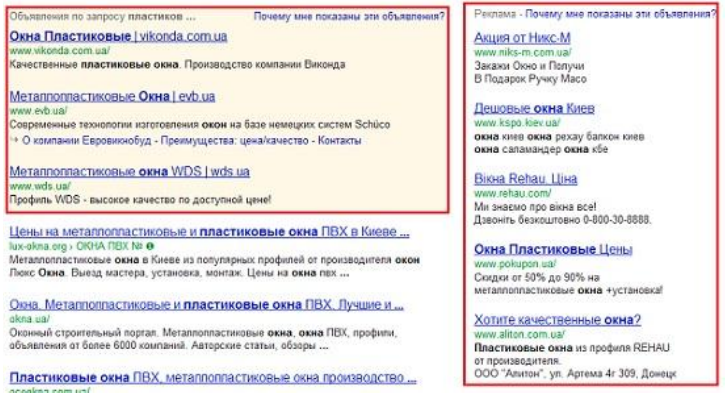 Объявления по запросу пластиков ... Почему мне показаны эти объявления?
Окна Пластиковые | vikonda.com.ua
www.vikonda.com.ua/
Качественные пластиковые окна. Производство компании Виконда
Металлопластиковые Окна | evb.ua
www.evb.ua/
Современные технологии изготовления окон на базе немецких систем Schüco
О компании Евровикнобуд - Преимущества: цена/качество - Контакты
Металлопластиковые окна WDS | wds.ua
www.wds.ua/
Профиль WDS - высокое качество по доступной цене!
Цены на металлопластиковые и пластиковые окна ПВХ в Киеве ...
lux-okna.org › ОКНА ПВХ №
Металлопластиковые окна в Киеве из популярных профилей от производителя окон
Люкс Окна. Выезд мастера, установка, монтаж. Цены на окна пвх ...
Окна. Металлопластиковые и пластиковые окна ПВХ. Лучшие и ...
okna.ua/
Оконный строительный портал. Металлопластиковые окна, окна ПВХ, профили,
объявления от более 6000 компаний. Авторские статьи, обзоры ...
Пластиковые окна ПВХ, металлопластиковые окна производство ...
Реклама - Почему мне показаны эти объявления?
Акция от Никс-М
www.niks-m.com.ua/
Закажи Окно и Получи
В Подарок Ручку Масо
Дешовые окна Киев
www.kspo.kiev.ua/
окна киев окна рехау балкон киев
окна саламандер окна кбе
Вікна Rehau. Ціна
www.rehau.com/
Ми знаємо про вікна все!
Дзвоніть безкоштовно 0-800-30-8888.
Окна Пластиковые Цены
www.pokupon.ua/
Скидки от 50% до 90% на
металлопластиковые окна +установка!
Хотите качественные окна?
www.aliton.com.ua/
Пластиковые окна из профиля REHAU
от производителя.
ООО "Алитон", ул. Артема 4г 309, Донецк